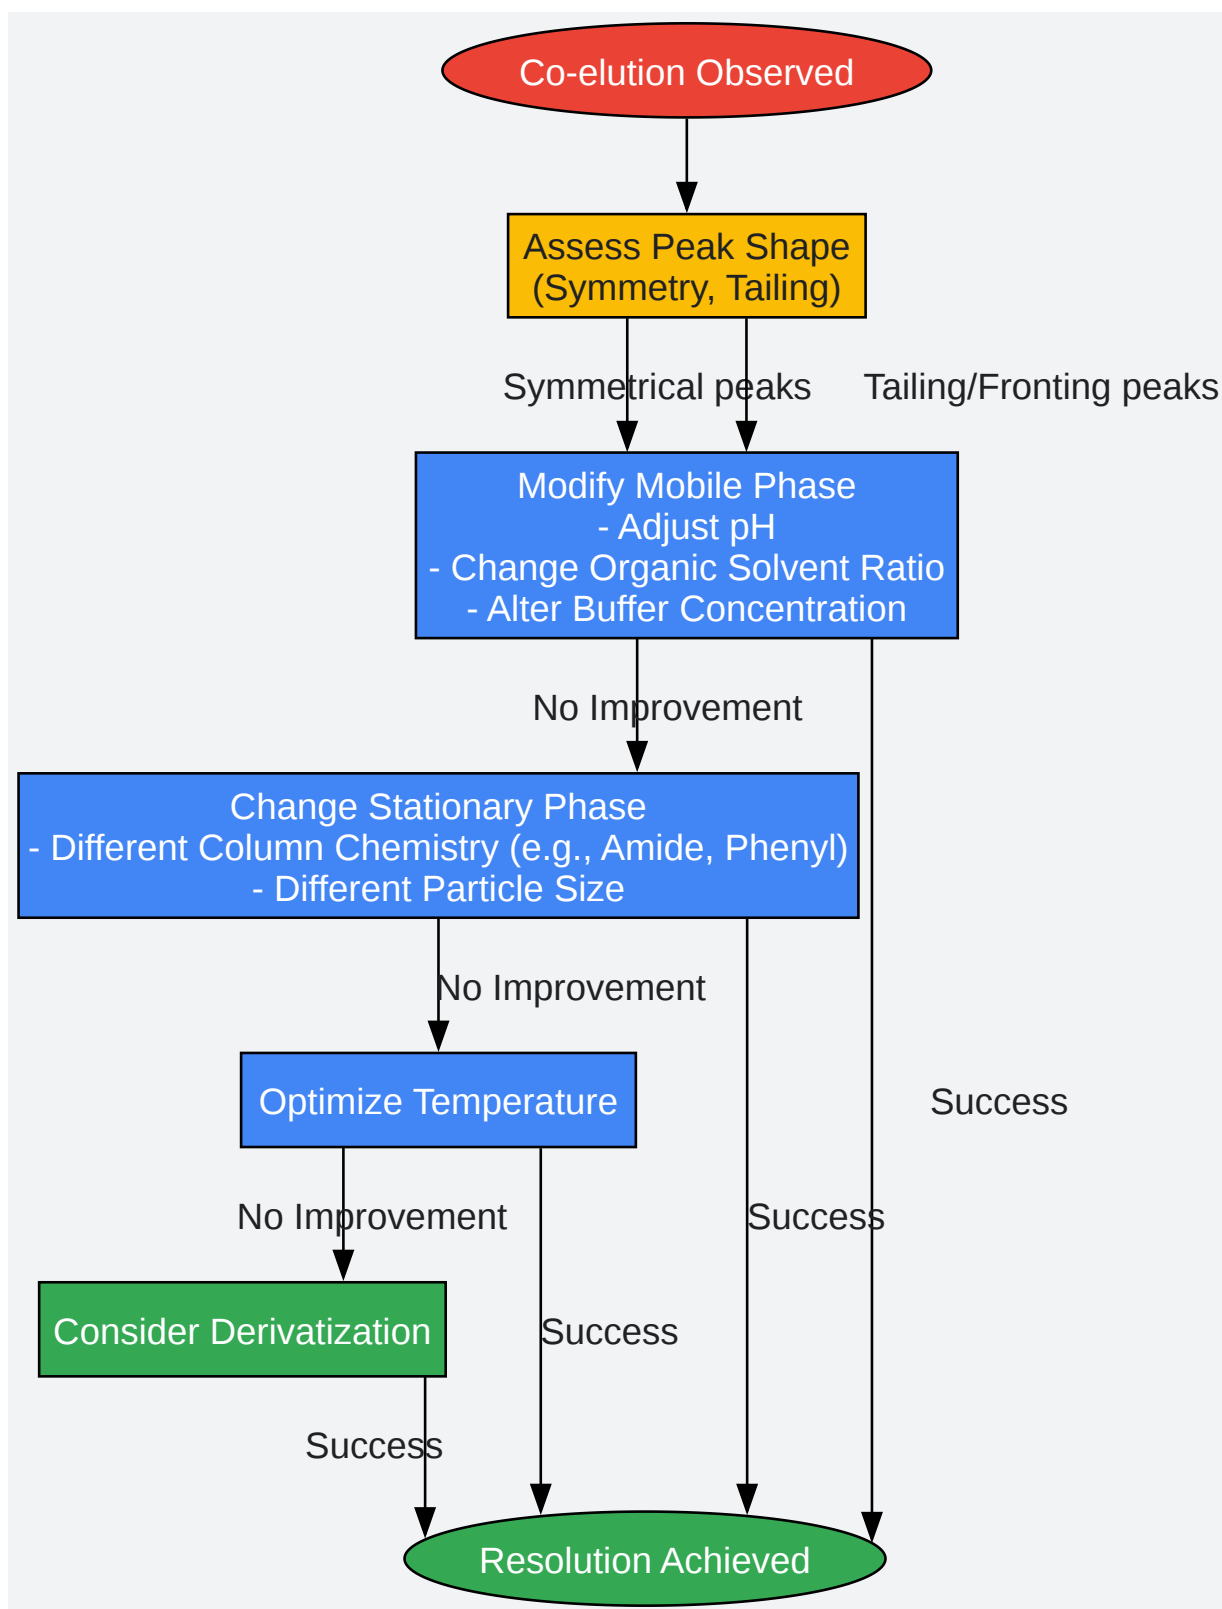 Co-elution Observed
Assess Peak Shape
(Symmetry, Tailing)
Symmetrical peaks
Tailing/Fronting peaks
Modify Mobile Phase
- Adjust pH
- Change Organic Solvent Ratio
- Alter Buffer Concentration
No Improvement
Change Stationary Phase
- Different Column Chemistry (e.g., Amide, Phenyl)
- Different Particle Size
No Improvement
Optimize Temperature
Success
No Improvement
Success
Consider Derivatization
Success
Success
Resolution Achieved